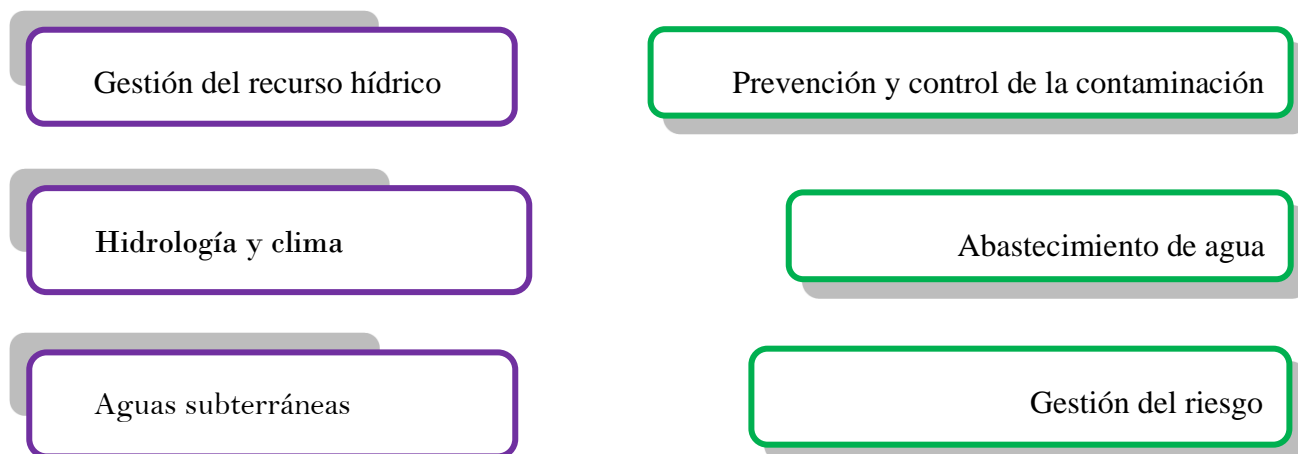 Gestión del recurso hídrico
Prevención y control de la contaminación
Hidrología y clima
Abastecimiento de agua
Aguas subterráneas
Gestión del riesgo